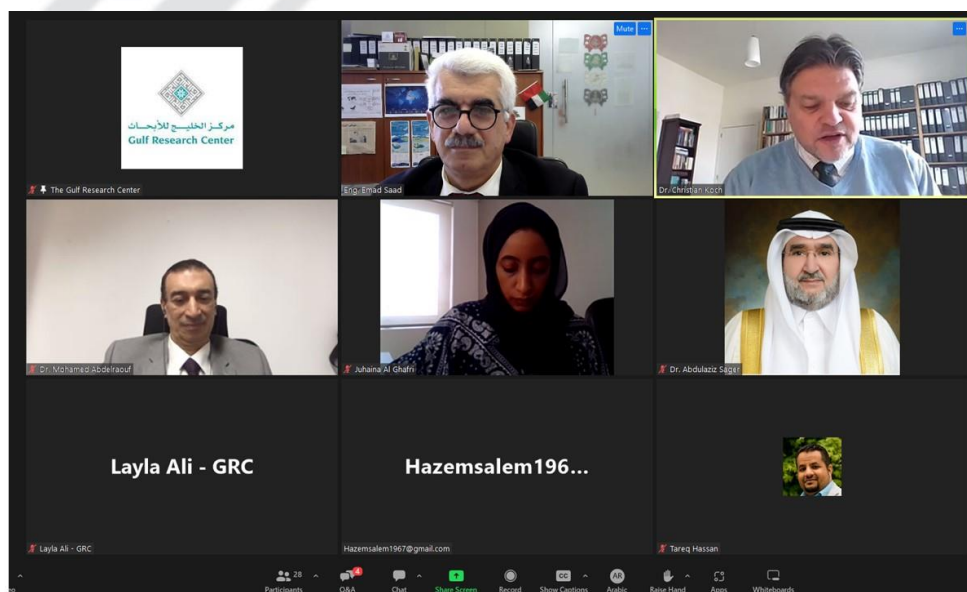 مركز الخليج للأبحاث
Gulf Research Center
The Gulf Research Center
Mute
Eng. Emad Saad
Dr. Christian Koch
Dr. Mohamed Abdelraouf
Juhaina Al Ghafri
Dr. Abdulaziz Sager
Layla Ali - GRC
Layla Ali - GRC
Hazemsalem196...
Hazemsalem1967@gmail.com
Tareq Hassan
28
4
CC
AR
Participants
Q&A
Chat
Share Screen
Record
Show Captions
Arabic
Raise Hand
Apps
Whiteboards